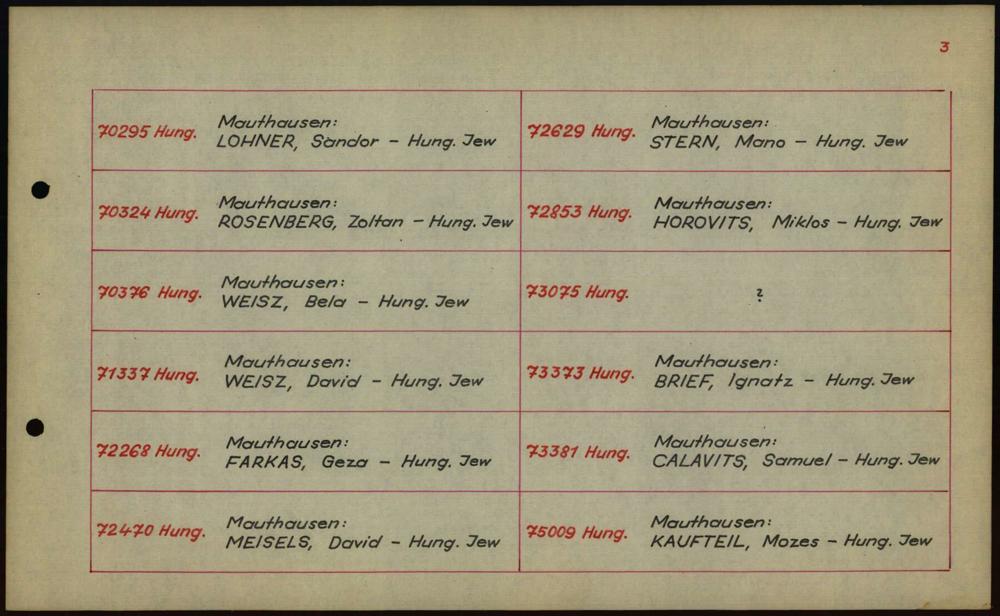 3
70295 Hung. Mauthausen:
LOHNER, Sandor - Hung. Jew
70324 Hung. Mauthausen:
ROSENBERG, Zoltan - Hung. Jew
70376 Hung. Mauthausen:
WEISZ, Bela - Hung. Jew
71337 Hung. Mauthausen:
WEISZ, David - Hung. Jew
72268 Hung. Mauthausen:
FARKAS, Geza - Hung. Jew
72470 Hung. Mauthausen:
MEISELS, David - Hung. Jew
72629 Hung. Mauthausen:
STERN, Mano - Hung. Jew
72853 Hung. Mauthausen:
HOROVITS, Miklos - Hung. Jew
73075 Hung. ?
73373 Hung. Mauthausen:
BRIEF, Ignatz - Hung. Jew
73381 Hung. Mauthausen:
CALAVITS, Samuel - Hung. Jew
75009 Hung. Mauthausen:
KAUFTEIL, Mozes - Hung. Jew